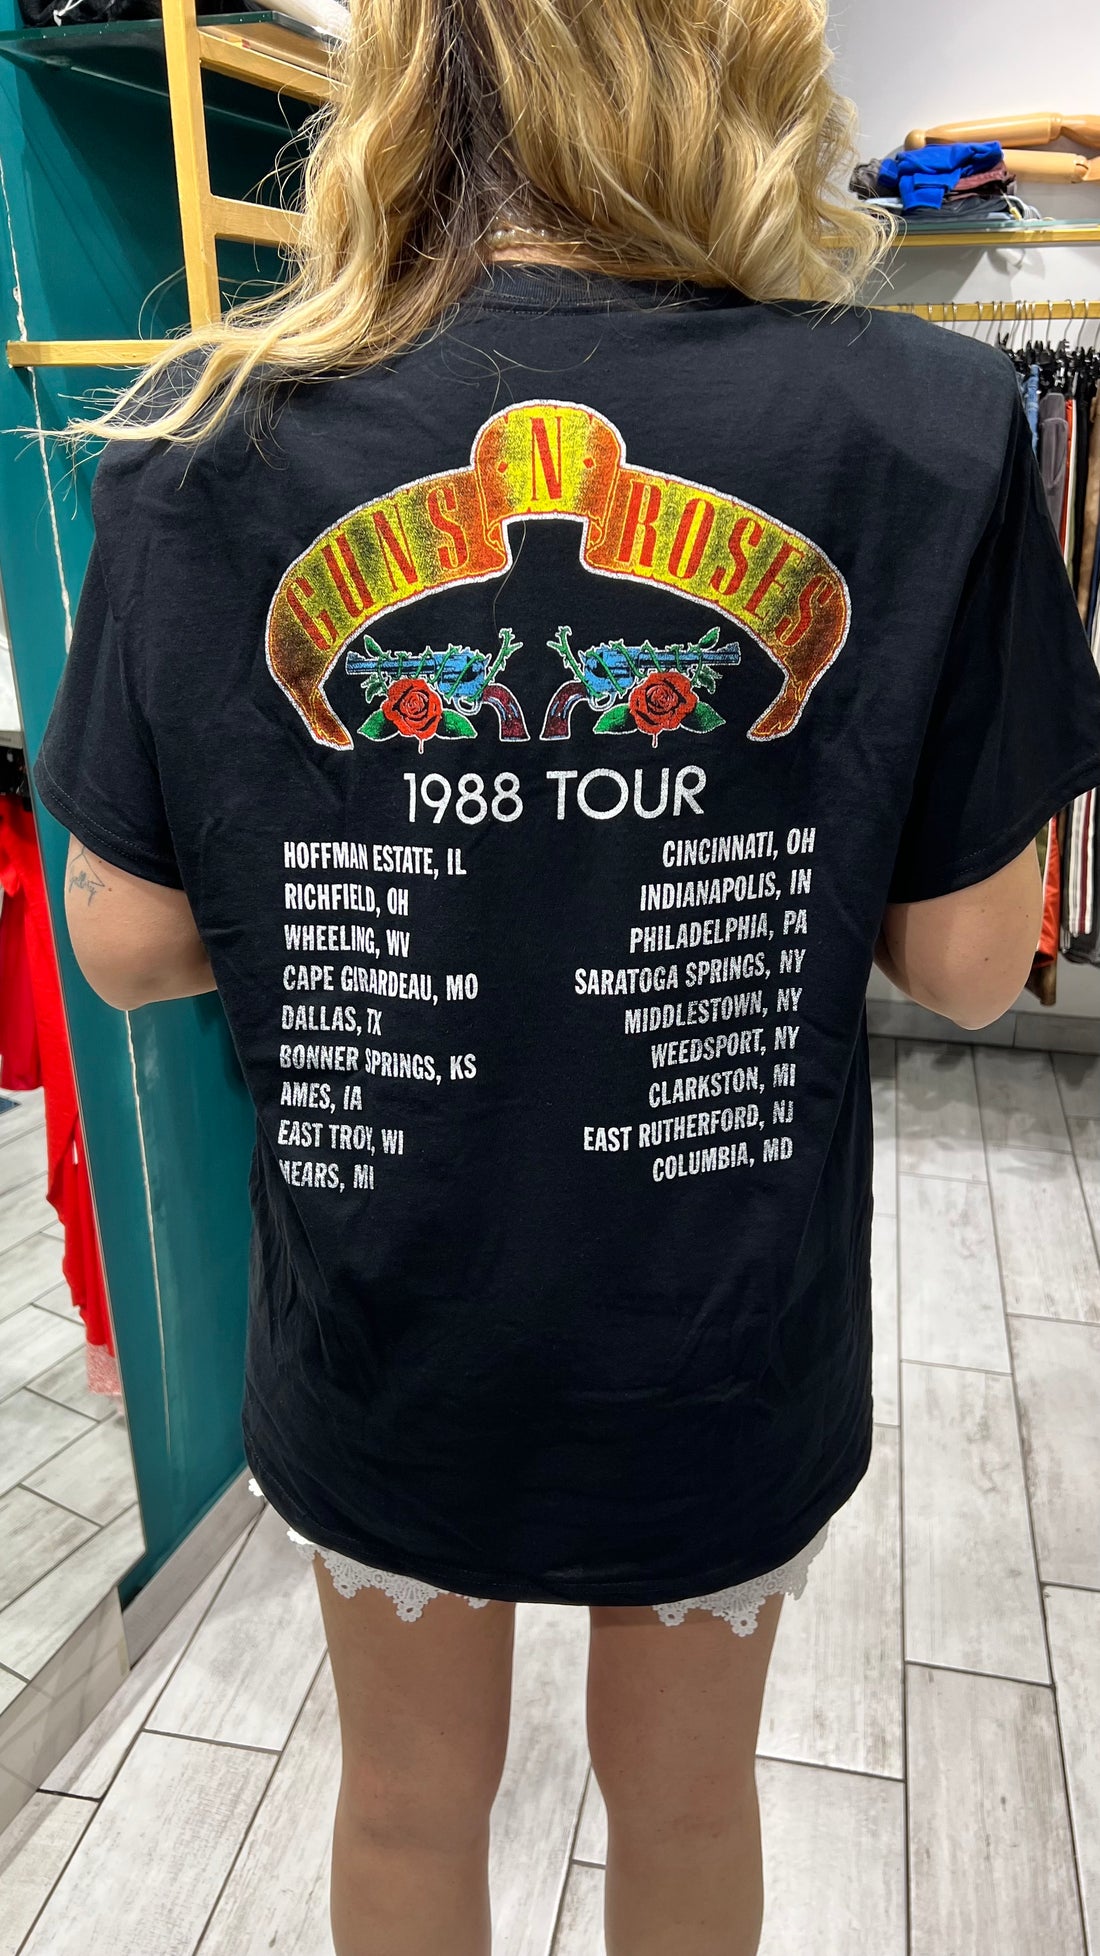 GUNS ·N· ROSES
1988 TOUR
HOFFMAN ESTATE, IL
RICHFIELD, OH
WHEELING, WV
CAPE GIRARDEAU, MO
DALLAS, TX
BONNER SPRINGS, KS
AMES, IA
EAST TROY, WI
MEARS, MI
CINCINNATI, OH
INDIANAPOLIS, IN
PHILADELPHIA, PA
SARATOGA SPRINGS, NY
MIDDLESTOWN, NY
WEEDSPORT, NY
CLARKSTON, MI
EAST RUTHERFORD, NJ
COLUMBIA, MD